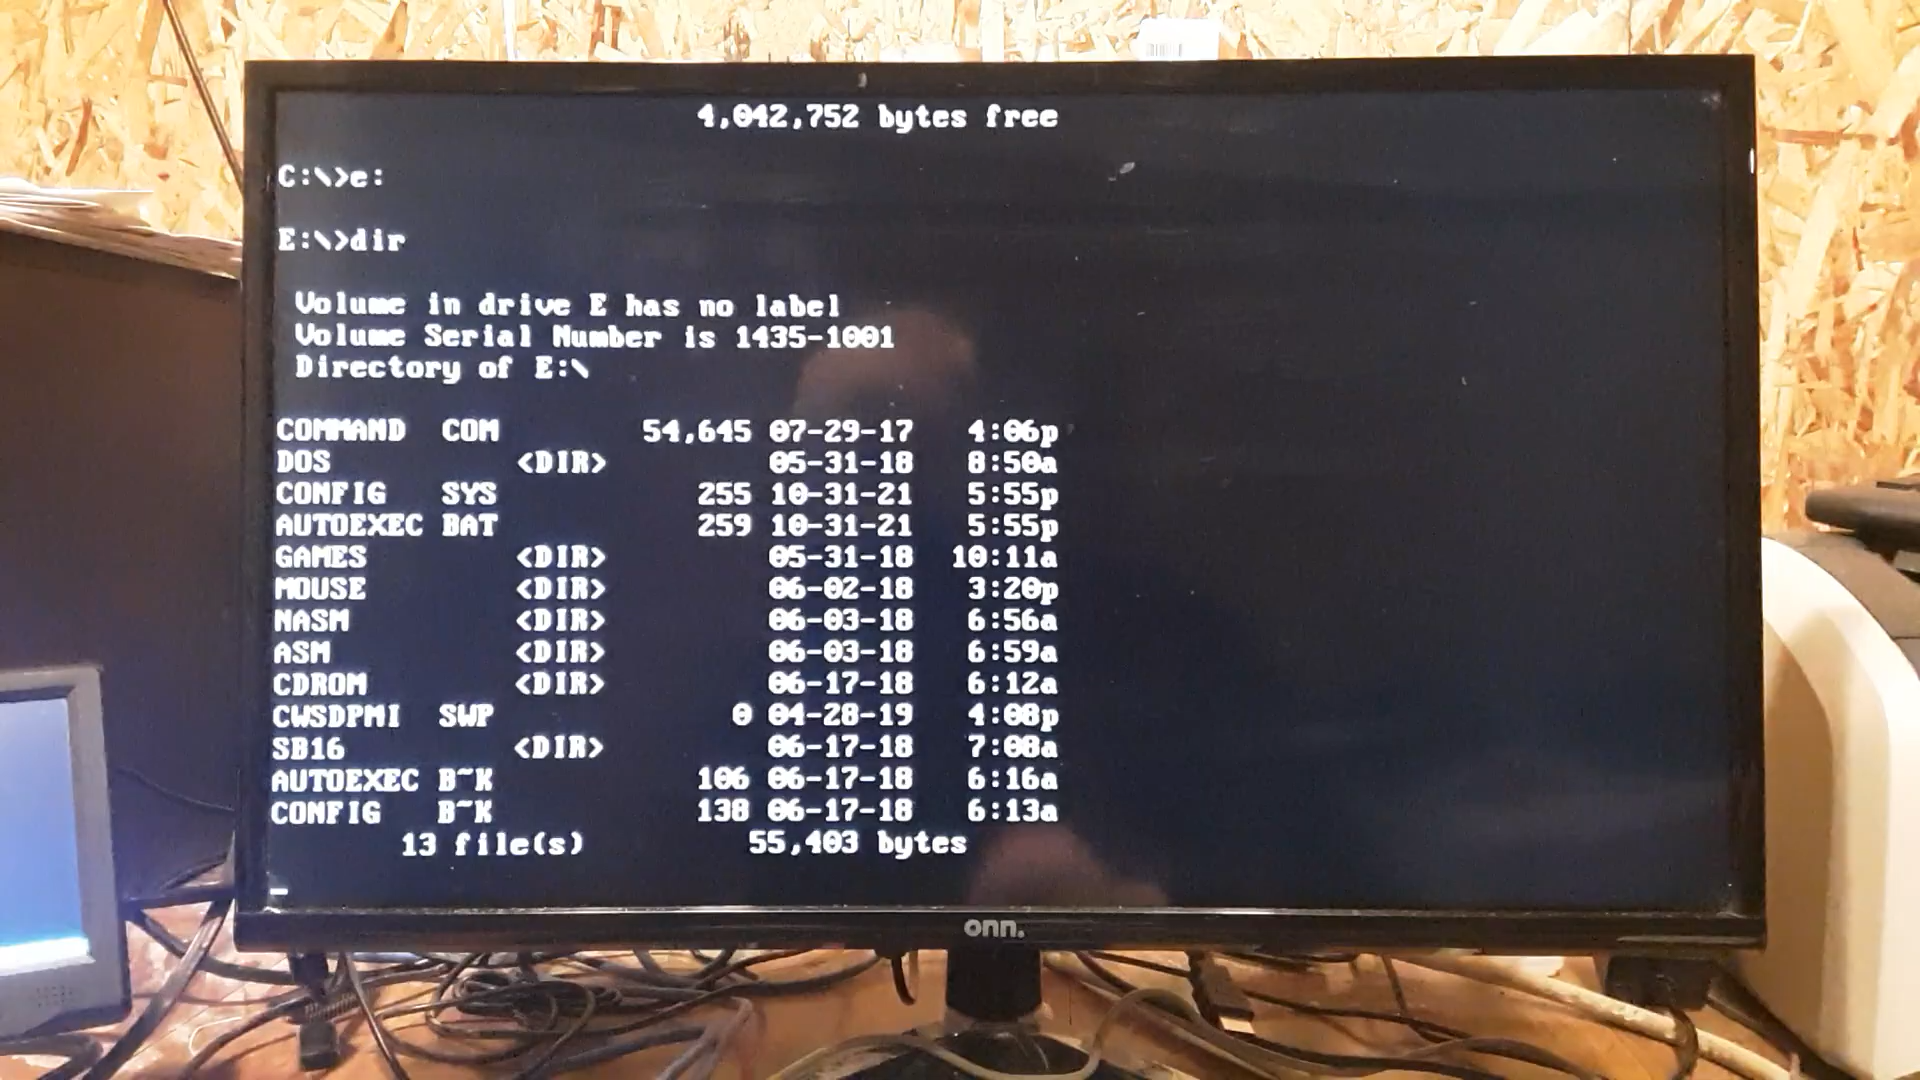 4,042,752 bytes free
C:\>e:
E:\>dir
Volume in drive E has no label
Volume Serial Number is 1435-1001
Directory of E:\
COMMAND  COM        54,645 07-29-17   4:06p
DOS          <DIR>         05-31-18   8:50a
CONFIG   SYS           255 10-31-21   5:55p
AUTOEXEC BAT           259 10-31-21   5:55p
GAMES        <DIR>         05-31-18  10:11a
MOUSE        <DIR>         06-02-18   3:20p
NASM         <DIR>         06-03-18   6:56a
ASM          <DIR>         06-03-18   6:59a
CDROM        <DIR>         06-17-18   6:12a
CWSDPMI  SWP             0 04-28-19   4:08p
SB16         <DIR>         06-17-18   7:08a
AUTOEXEC B~K           106 06-17-18   6:16a
CONFIG   B~K           138 06-17-18   6:13a
13 file(s)         55,403 bytes
onn.